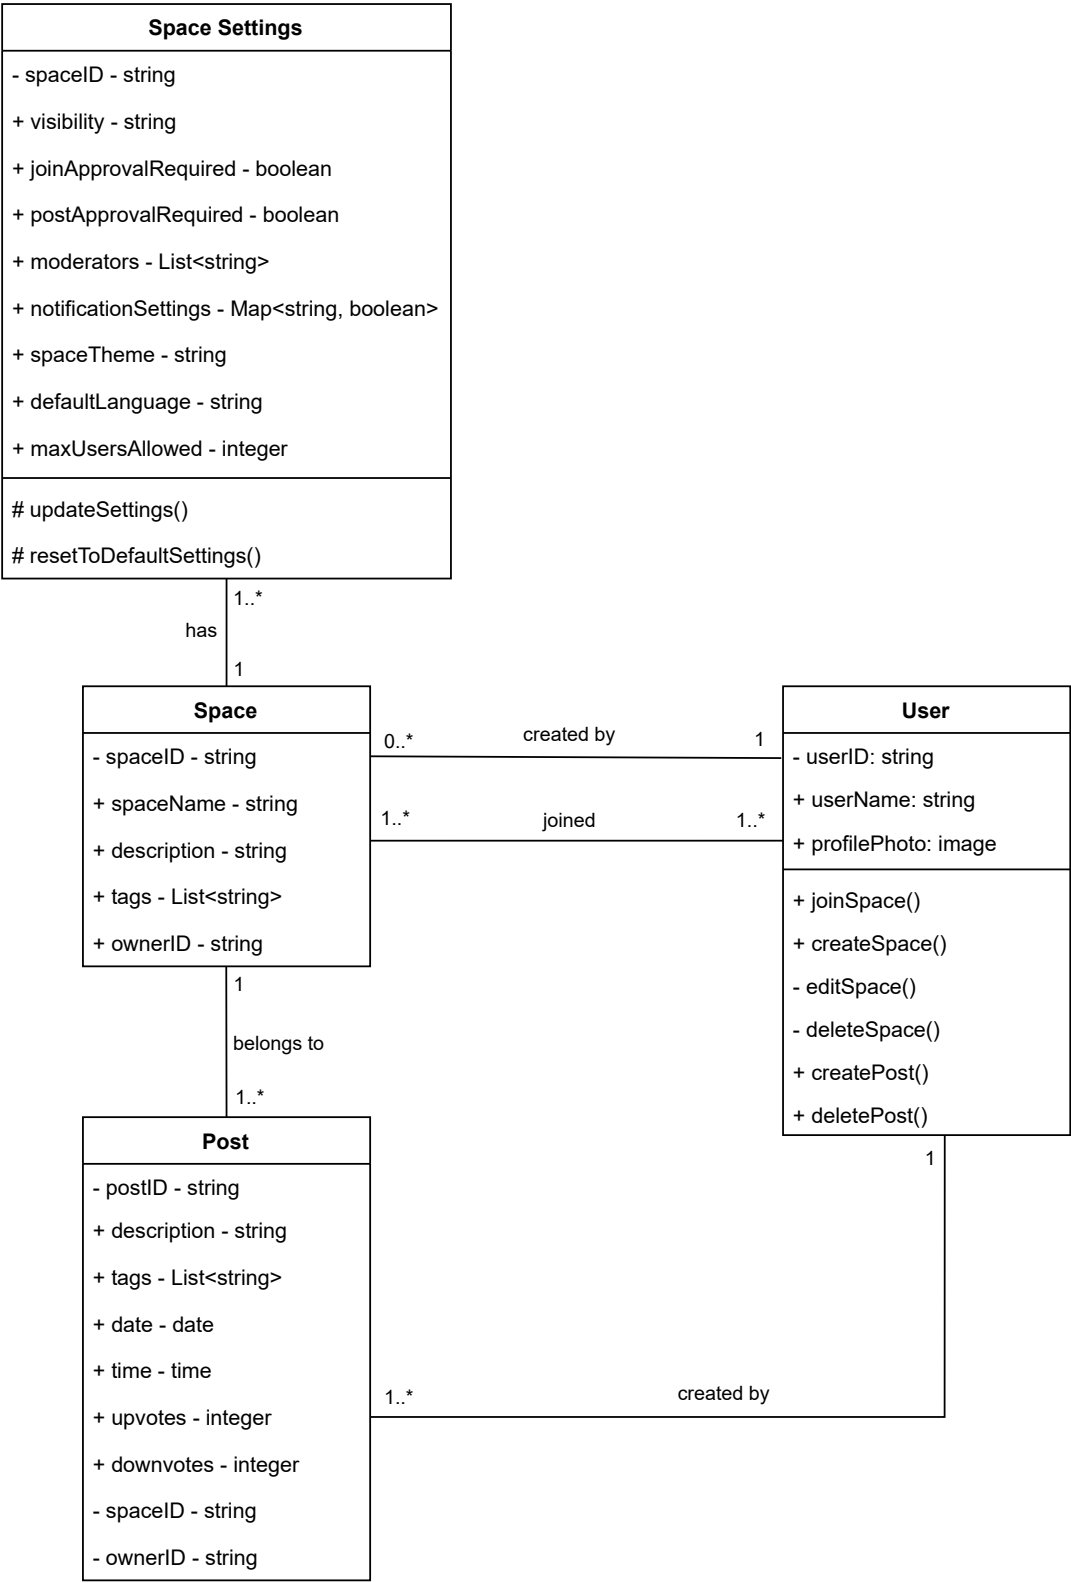 Space Settings
- spaceID - string
+ visibility - string
+ joinApprovalRequired - boolean
+ postApprovalRequired - boolean
+ moderators - List<string>
+ notificationSettings - Map<string, boolean>
+ spaceTheme - string
+ defaultLanguage - string
+ maxUsersAllowed - integer
# updateSettings()
# resetToDefaultSettings()
1..*
has
1
Space
- spaceID - string
+ spaceName - string
+ description - string
+ tags - List<string>
+ ownerID - string
0..*
created by
1
1..*
joined
1..*
User
- userID: string
+ userName: string
+ profilePhoto: image
+ joinSpace()
+ createSpace()
- editSpace()
- deleteSpace()
+ createPost()
+ deletePost()
1
belongs to
1..*
Post
- postID - string
+ description - string
+ tags - List<string>
+ date - date
+ time - time
+ upvotes - integer
+ downvotes - integer
- spaceID - string
- ownerID - string
1
1..*
created by